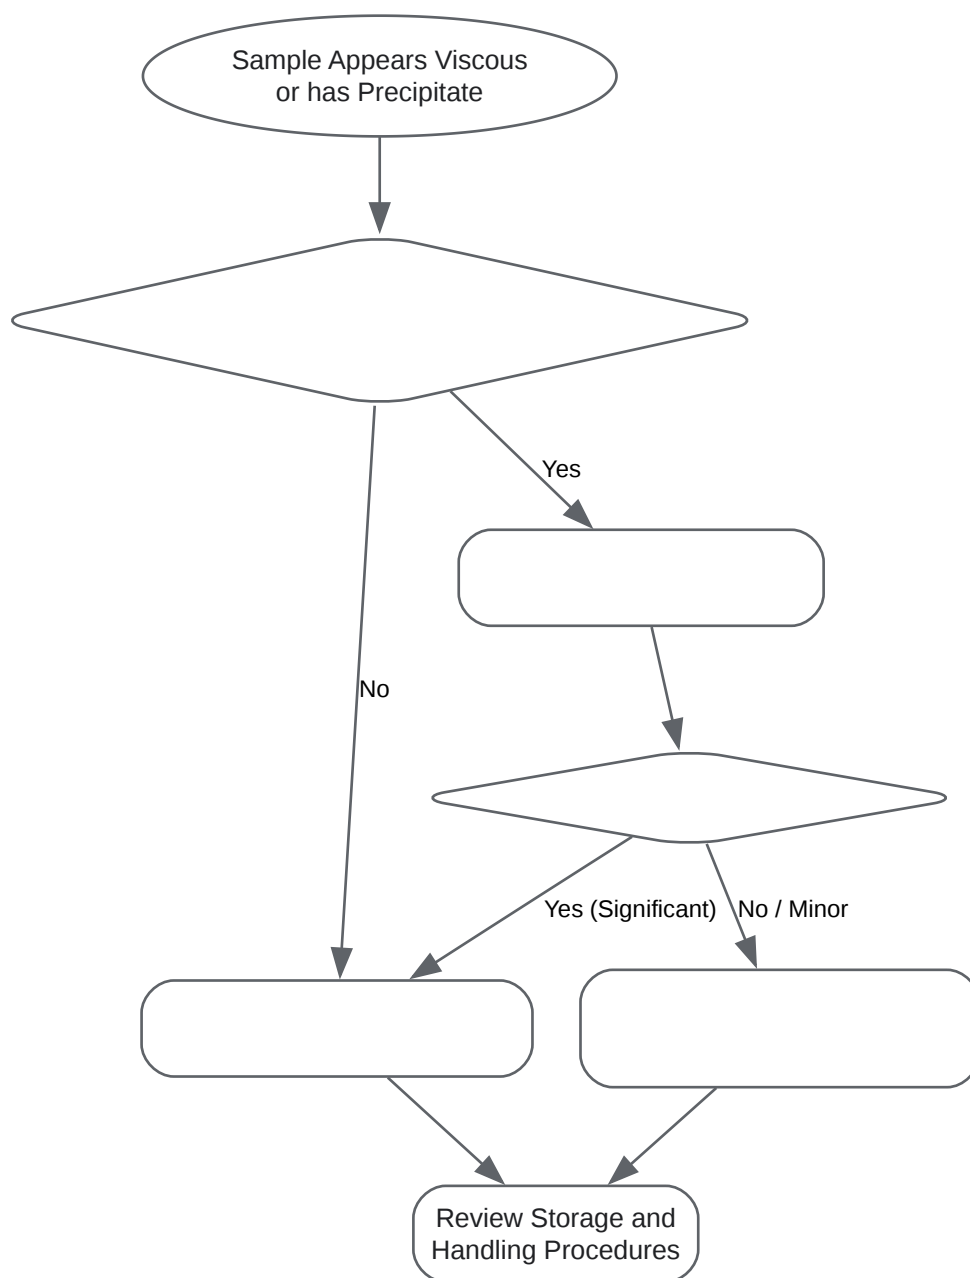 Sample Appears Viscous
or has Precipitate
Yes
No
Yes (Significant)
No / Minor
Review Storage and
Handling Procedures